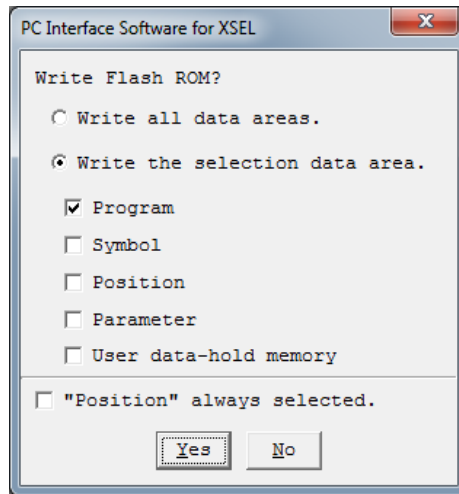 PC Interface Software for XSEL
Write Flash ROM?
Write all data areas.
Write the selection data area.
Program
Symbol
Position
Parameter
User data-hold memory
"Position" always selected.
Yes No